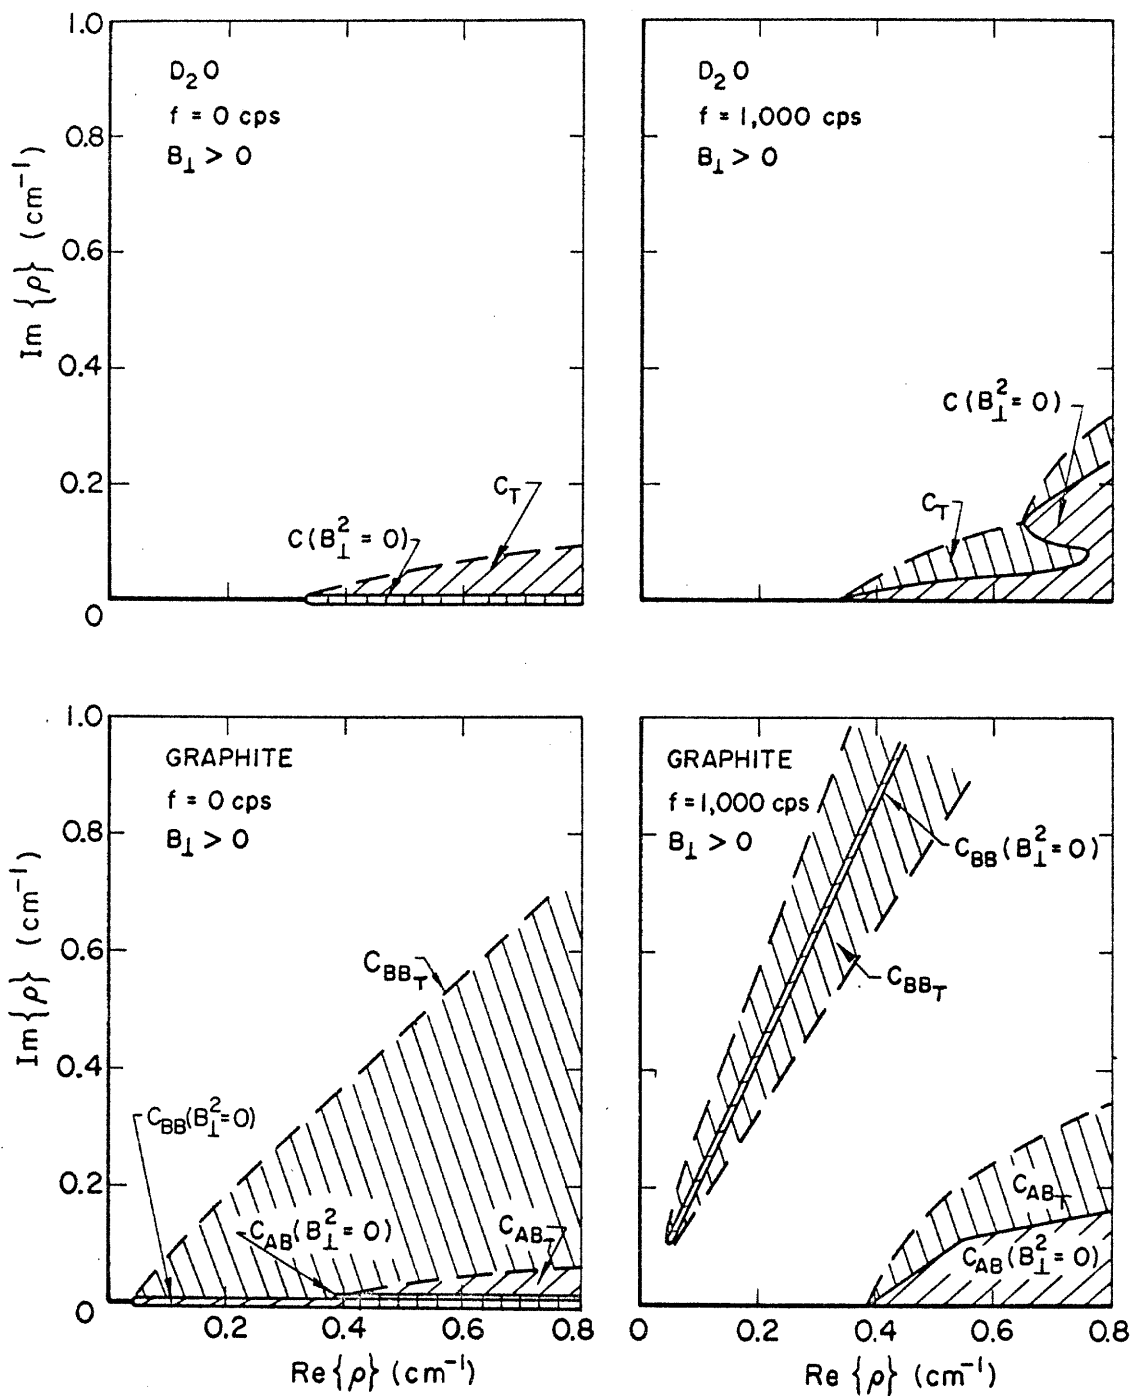 1.0
0.8
0.6
0.4
0.2
0
Im {ρ} (cm⁻¹)
D₂O
f = 0 cps
B⊥ > 0
C_T
C(B⊥² = 0)
D₂O
f = 1,000 cps
B⊥ > 0
C(B⊥² = 0)
C_T
1.0
0.8
0.6
0.4
0.2
0
Im{ρ} (cm⁻¹)
GRAPHITE
f = 0 cps
B⊥ > 0
C_BB_T
C_BB(B⊥²=0)
C_AB(B⊥²=0)
C_AB_T
0.2
0.4
0.6
0.8
Re{ρ} (cm⁻¹)
GRAPHITE
f = 1,000 cps
B⊥ > 0
C_BB(B⊥²=0)
C_BB_T
C_AB_T
C_AB(B⊥²=0)
0
0.2
0.4
0.6
0.8
Re{ρ} (cm⁻¹)